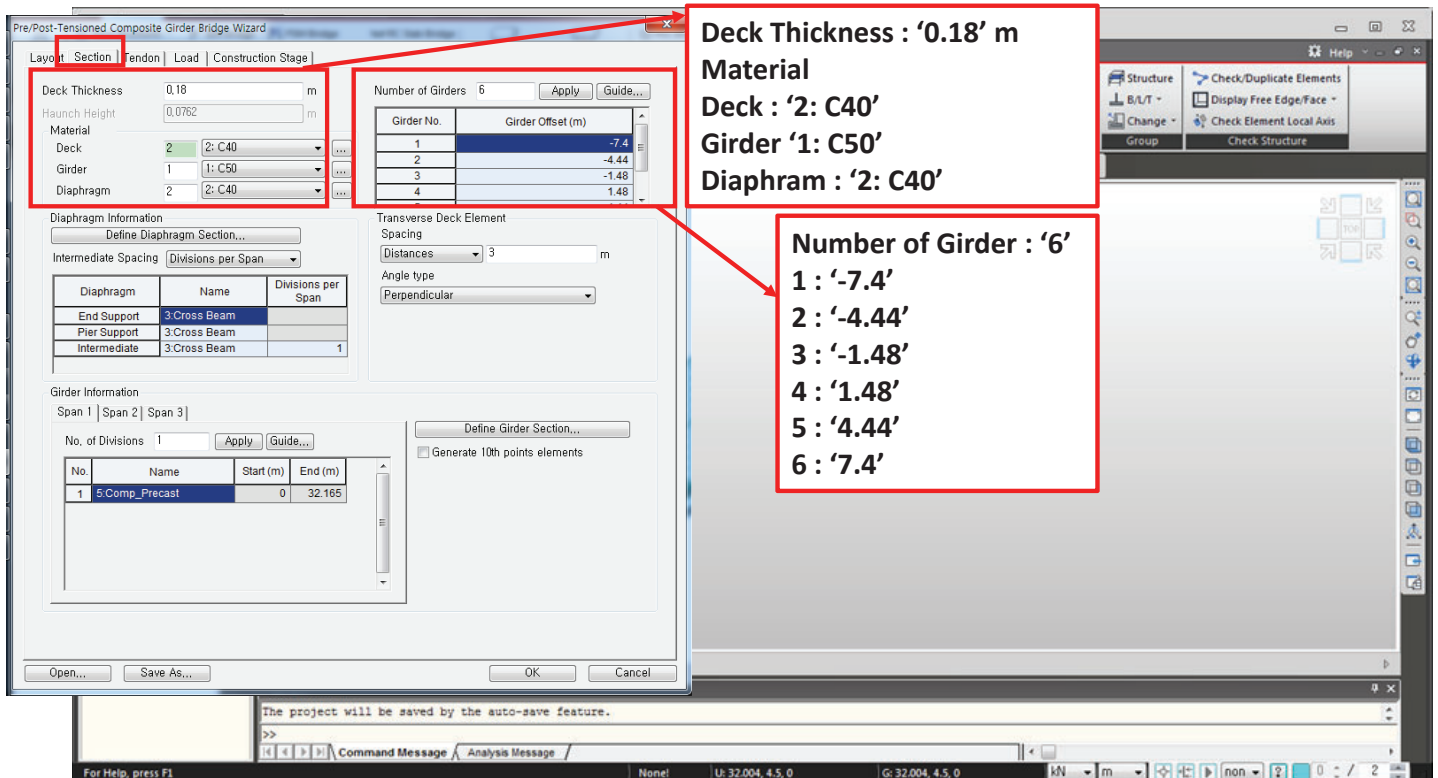 Pre/Post-Tensioned Composite Girder Bridge Wizard
Layout Section Tendon Load Construction Stage
Deck Thickness 0,18 m
Haunch Height 0,0762 m
Material
Deck 2 2: C40 ...
Girder 1 1: C50 ...
Diaphragm 2 2: C40 ...
Number of Girders 6 Apply Guide...
Girder No. Girder Offset (m)
1 -7.4
2 -4.44
3 -1.48
4 1.48
Diaphragm Information
Define Diaphragm Section...
Intermediate Spacing Divisions per Span
Diaphragm Name Divisions per Span
End Support 3:Cross Beam
Pier Support 3:Cross Beam
Intermediate 3:Cross Beam 1
Transverse Deck Element
Spacing
Distances 3 m
Angle type
Perpendicular
Girder Information
Span 1 Span 2 Span 3
No. of Divisions 1 Apply Guide...
No. Name Start (m) End (m)
1 5:Comp_Precast 0 32.165
Define Girder Section...
Generate 10th points elements
Open... Save As... OK Cancel
Deck Thickness : ‘0.18’ m
Material
Deck : ‘2: C40’
Girder ‘1: C50’
Diaphram : ‘2: C40’
Number of Girder : ‘6’
1 : ‘-7.4’
2 : ‘-4.44’
3 : ‘-1.48’
4 : ‘1.48’
5 : ‘4.44’
6 : ‘7.4’
Help
Structure Check/Duplicate Elements
B/L/T Display Free Edge/Face
Change Check Element Local Axis
Group Check Structure
TOP
The project will be saved by the auto-save feature.
>>
Command Message Analysis Message
For Help, press F1 None! U: 32.004, 4.5, 0 G: 32.004, 4.5, 0 kN m non ? 0 : / 2